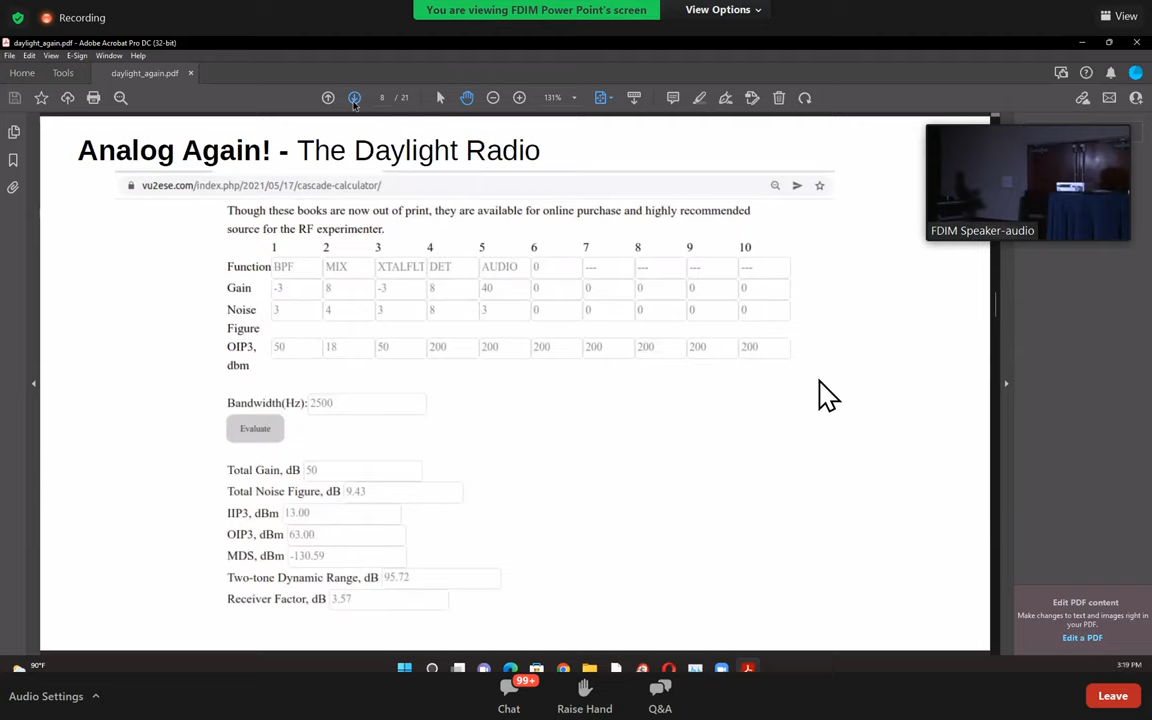 Recording
You are viewing FDIM Power Point's screen
View Options
View
daylight_again.pdf - Adobe Acrobat Pro DC (32-bit)
File Edit View E-Sign Window Help
Home Tools daylight_again.pdf ×
8 / 21 131%
Analog Again! - The Daylight Radio
vu2ese.com/index.php/2021/05/17/cascade-calculator/
FDIM Speaker-audio
Though these books are now out of print, they are available for online purchase and highly recommended
source for the RF experimenter.
1 2 3 4 5 6 7 8 9 10
Function BPF MIX XTALFLT DET AUDIO 0 --- --- --- ---
Gain -3 8 -3 8 40 0 0 0 0 0
Noise 3 4 3 8 3 0 0 0 0 0
Figure
OIP3, 50 18 50 200 200 200 200 200 200 200
dbm
Bandwidth(Hz): 2500
Evaluate
Total Gain, dB 50
Total Noise Figure, dB 9.43
IIP3, dBm 13.00
OIP3, dBm 63.00
MDS, dBm -130.59
Two-tone Dynamic Range, dB 95.72
Receiver Factor, dB 3.57
Edit PDF content
Make changes to text and images right in
your PDF.
Edit a PDF
90°F
3:19 PM
Audio Settings
99+
Chat
Raise Hand
Q&A
Leave